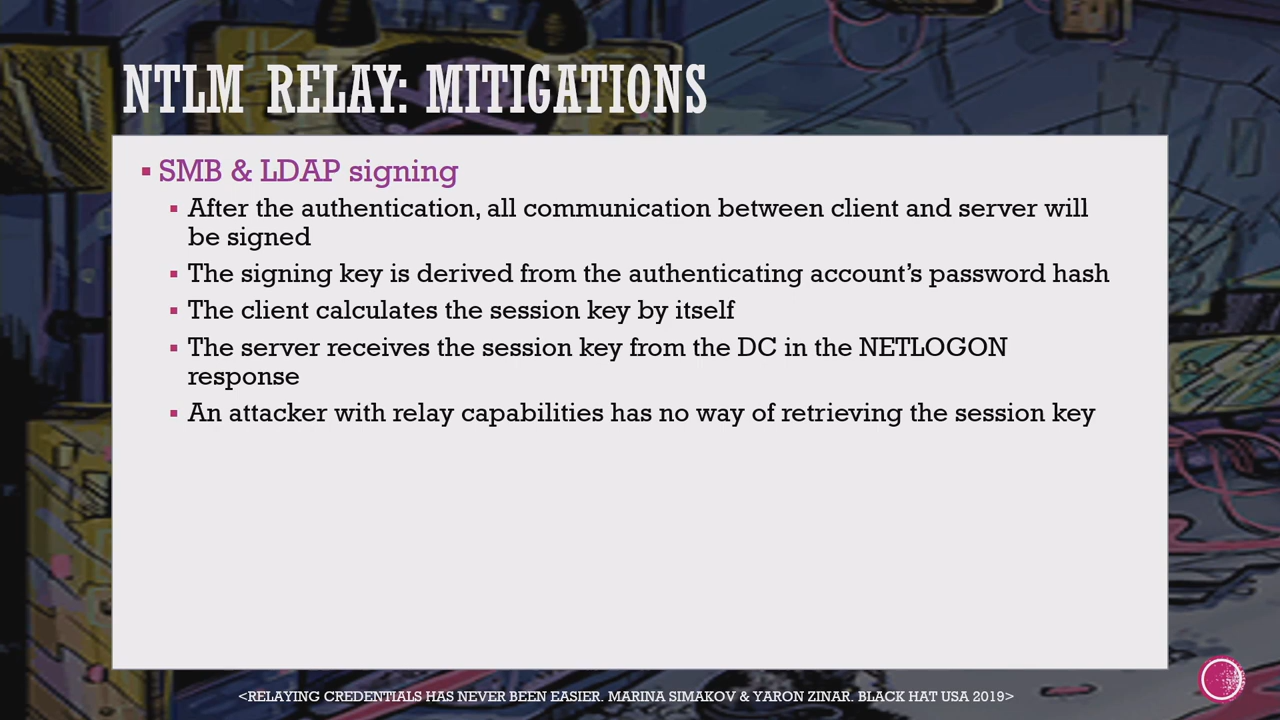 NTLM RELAY: MITIGATIONS
SMB & LDAP signing
After the authentication, all communication between client and server will
be signed
The signing key is derived from the authenticating account's password hash
The client calculates the session key by itself
The server receives the session key from the DC in the NETLOGON
response
An attacker with relay capabilities has no way of retrieving the session key
<RELAYING CREDENTIALS HAS NEVER BEEN EASIER. MARINA SIMAKOV & YARON ZINAR. BLACK HAT USA 2019>